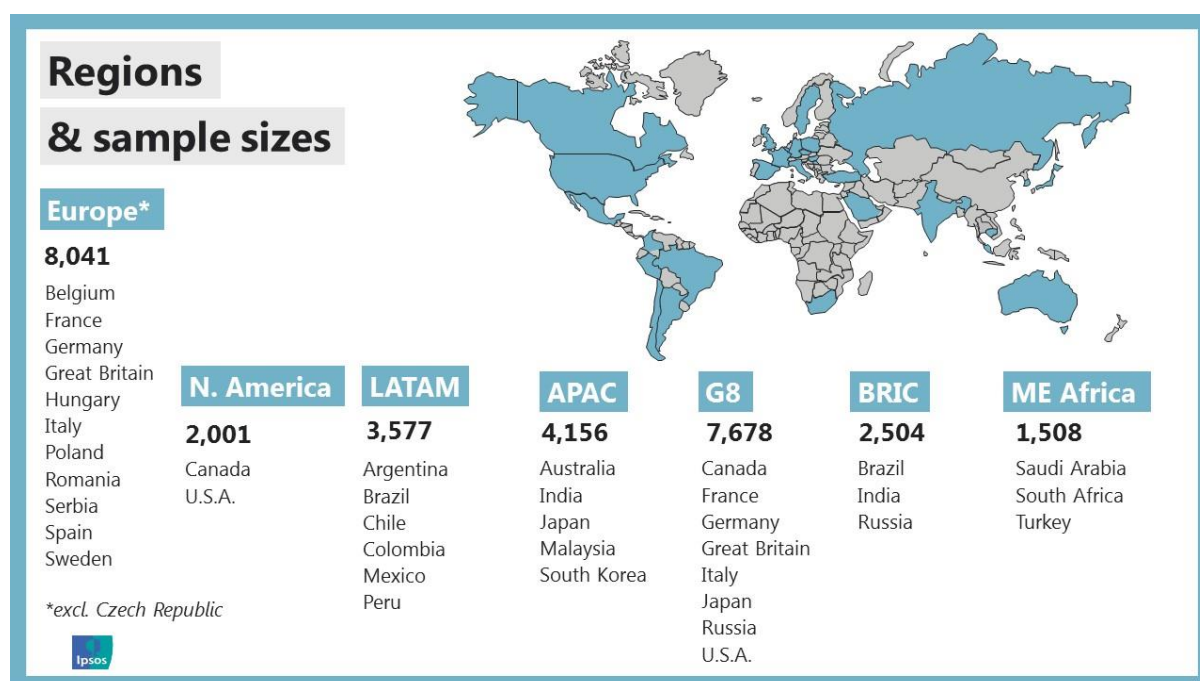 Regions
& sample sizes
Europe*
8,041
Belgium
France
Germany
Great Britain
Hungary
Italy
Poland
Romania
Serbia
Spain
Sweden
*excl. Czech Republic
N. America
2,001
Canada
U.S.A.
LATAM
3,577
Argentina
Brazil
Chile
Colombia
Mexico
Peru
APAC
4,156
Australia
India
Japan
Malaysia
South Korea
G8
7,678
Canada
France
Germany
Great Britain
Italy
Japan
Russia
U.S.A.
BRIC
2,504
Brazil
India
Russia
ME Africa
1,508
Saudi Arabia
South Africa
Turkey
Ipsos